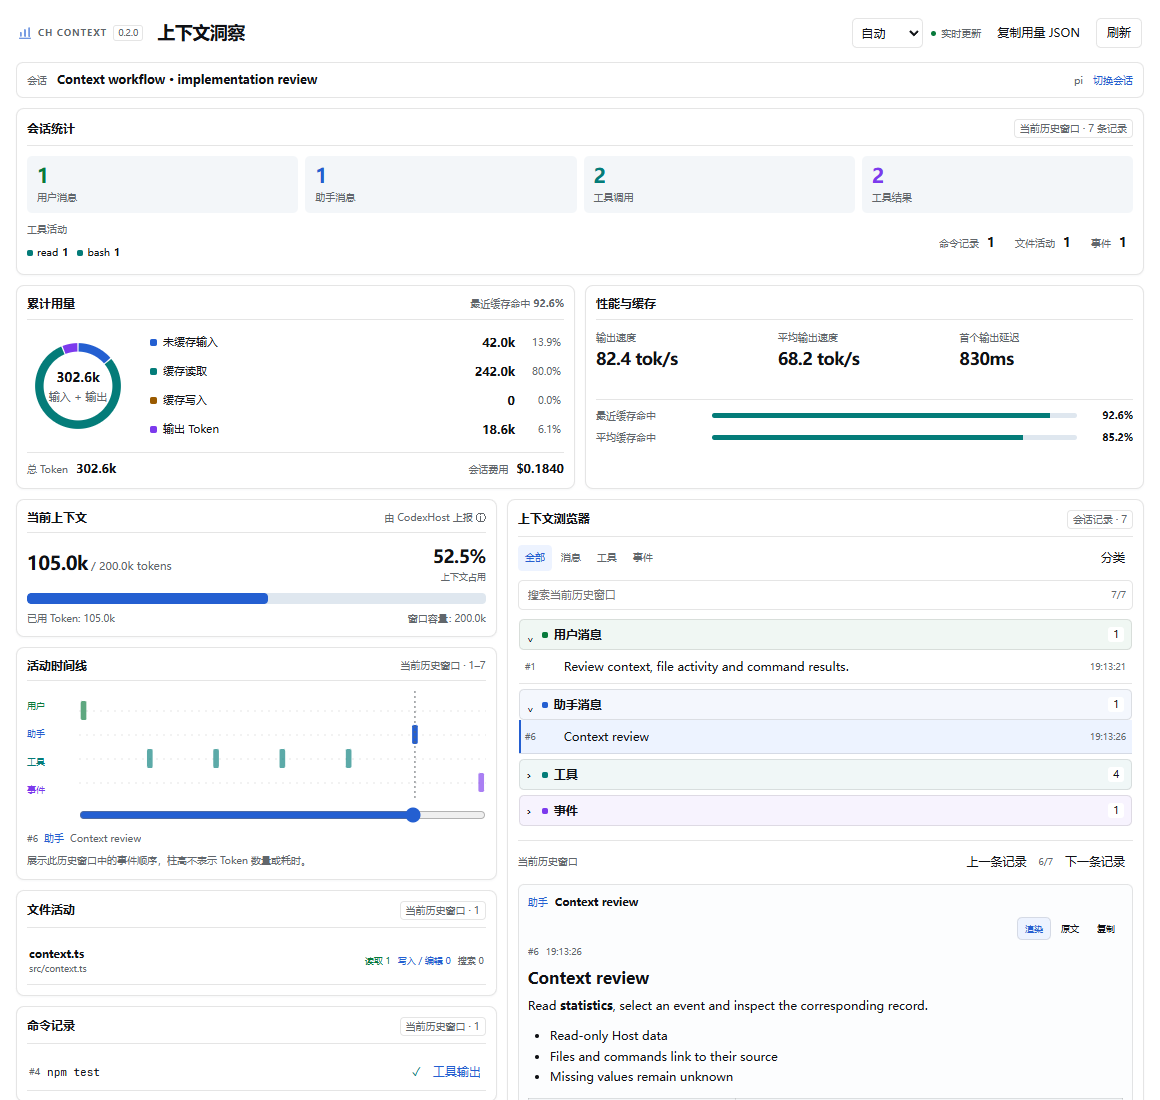 CH CONTEXT 0.2.0 上下文洞察 自动 实时更新 复制用量 JSON 刷新
会话 Context workflow • implementation review pi 切换会话
会话统计 当前历史窗口 · 7 条记录
1 1 2 2
用户消息 助手消息 工具调用 工具结果
工具活动
read 1 bash 1 命令记录 1 文件活动 1 事件 1
累计用量 最近缓存命中 92.6%
302.6k
输入 + 输出
未缓存输入 42.0k 13.9%
缓存读取 242.0k 80.0%
缓存写入 0 0.0%
输出 Token 18.6k 6.1%
总 Token 302.6k 会话费用 $0.1840
性能与缓存
输出速度 平均输出速度 首个输出延迟
82.4 tok/s 68.2 tok/s 830ms
最近缓存命中 92.6%
平均缓存命中 85.2%
当前上下文 由 CodexHost 上报 ⓘ
105.0k / 200.0k tokens 52.5%
上下文占用
已用 Token: 105.0k 窗口容量: 200.0k
活动时间线 当前历史窗口 · 1–7
用户
助手
工具
事件
#6 助手 Context review
展示此历史窗口中的事件顺序，柱高不表示 Token 数量或耗时。
文件活动 当前历史窗口 · 1
context.ts
src/context.ts
读取 1 写入 / 编辑 0 搜索 0
命令记录 当前历史窗口 · 1
#4 npm test ✓ 工具输出
上下文浏览器 会话记录 · 7
全部 消息 工具 事件 分类
搜索当前历史窗口 7/7
用户消息 1
#1 Review context, file activity and command results. 19:13:21
助手消息 1
#6 Context review 19:13:26
工具 4
事件 1
当前历史窗口 上一条记录 6/7 下一条记录
助手 Context review
渲染 原文 复制
#6 19:13:26
Context review
Read statistics, select an event and inspect the corresponding record.
• Read-only Host data
• Files and commands link to their source
• Missing values remain unknown